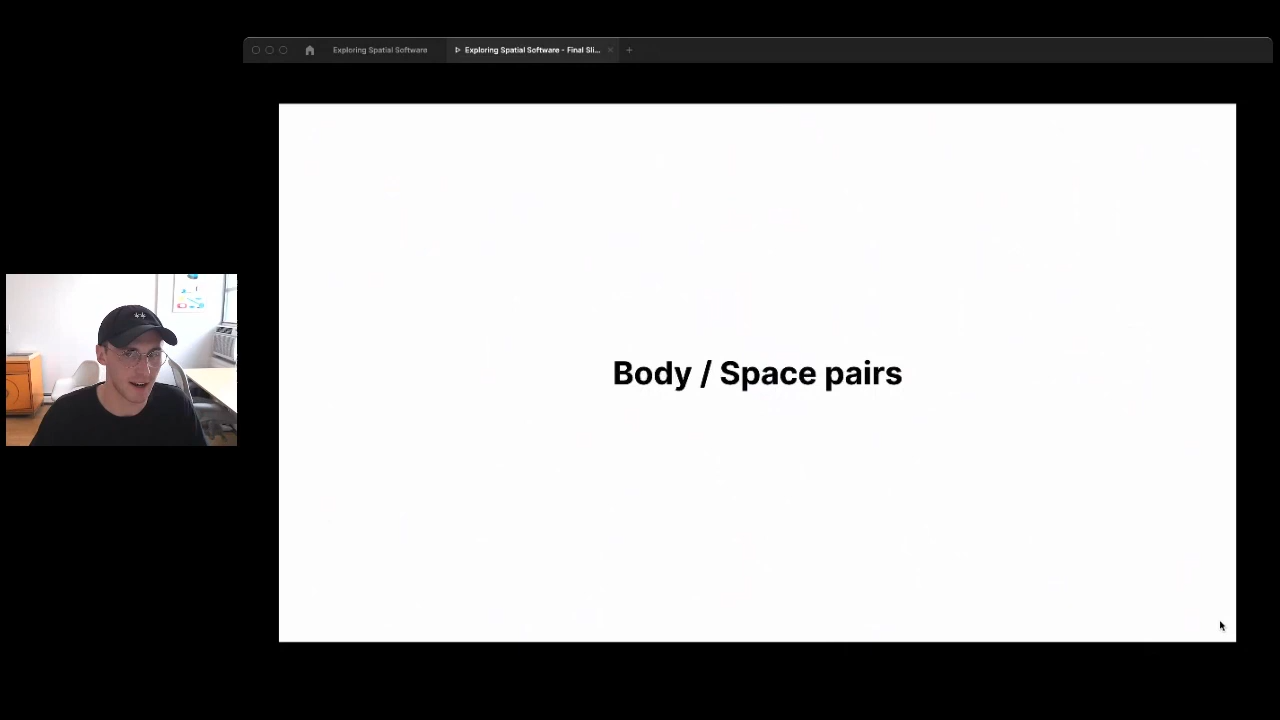 Exploring Spatial Software
Exploring Spatial Software - Final Sli...
Body / Space pairs